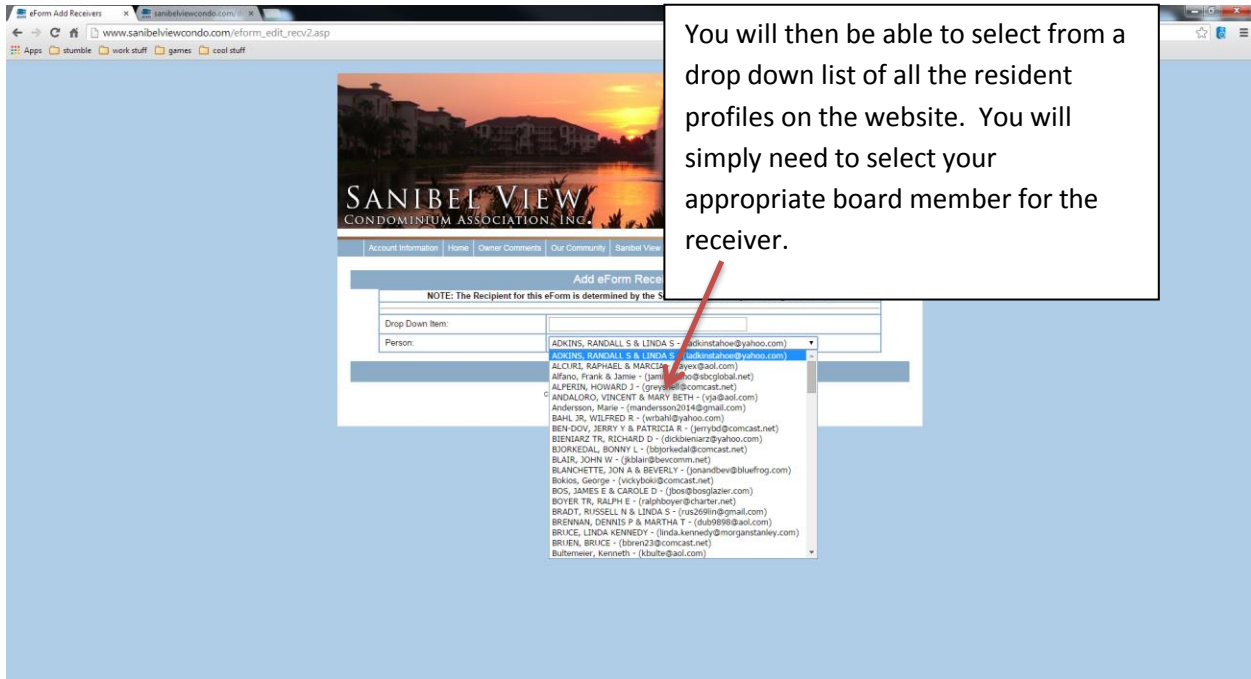 eForm Add Receivers
sanibelviewcondo.com/
www.sanibelviewcondo.com/eform_edit_recv2.asp
Apps stumble work stuff games cool stuff
You will then be able to select from a
drop down list of all the resident
profiles on the website. You will
simply need to select your
appropriate board member for the
receiver.
SANIBEL VIEW
CONDOMINIUM ASSOCIATION, INC.
Account Information Home Owner Comments Our Community Sanibel View
Add eForm
NOTE: The Recipient for this eForm is determined by the
Drop Down Item:
Person:
ADKINS, RANDALL S & LINDA S - (ladkinstahoe@yahoo.com)
ADKINS, RANDALL S & LINDA S - (ladkinstahoe@yahoo.com)
ALCURI, RAPHAEL & MARCIA
Alfano, Frank & Jamie
ALPERIN, HOWARD J
ANDALORO, VINCENT & MARY BETH - (vja@aol.com)
Andersson, Marie - (mandersson2014@gmail.com)
BAHL JR, WILFRED R - (wrbahl@yahoo.com)
BEN-DOV, JERRY Y & PATRICIA R - (jerrybd@comcast.net)
BIENIARZ TR, RICHARD D - (dickbieniarz@yahoo.com)
BJORKEDAL, BONNY L - (bbjorkedal@comcast.net)
BLAIR, JOHN W - (jkblair@bevcomm.net)
BLANCHETTE, JON A & BEVERLY - (jonandbev@bluefrog.com)
Bokios, George - (vickyboki@comcast.net)
BOS, JAMES E & CAROLE D - (jbos@bosglazier.com)
BOYER TR, RALPH E - (ralphboyer@charter.net)
BRADT, RUSSELL N & LINDA S - (rus269lin@gmail.com)
BRENNAN, DENNIS P & MARTHA T - (dub9898@aol.com)
BRUCE, LINDA KENNEDY - (linda.kennedy@morganstanley.com)
BRUEN, BRUCE - (bbren23@comcast.net)
Bultemeier, Kenneth - (kbulte@aol.com)